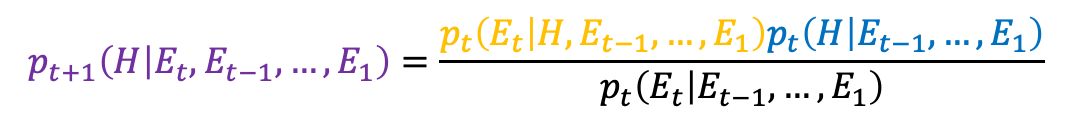 p_{t+1}(H|E_t, E_{t-1}, …, E_1) = \frac{p_t(E_t|H, E_{t-1}, …, E_1)p_t(H|E_{t-1}, …, E_1)}{p_t(E_t|E_{t-1}, …, E_1)}